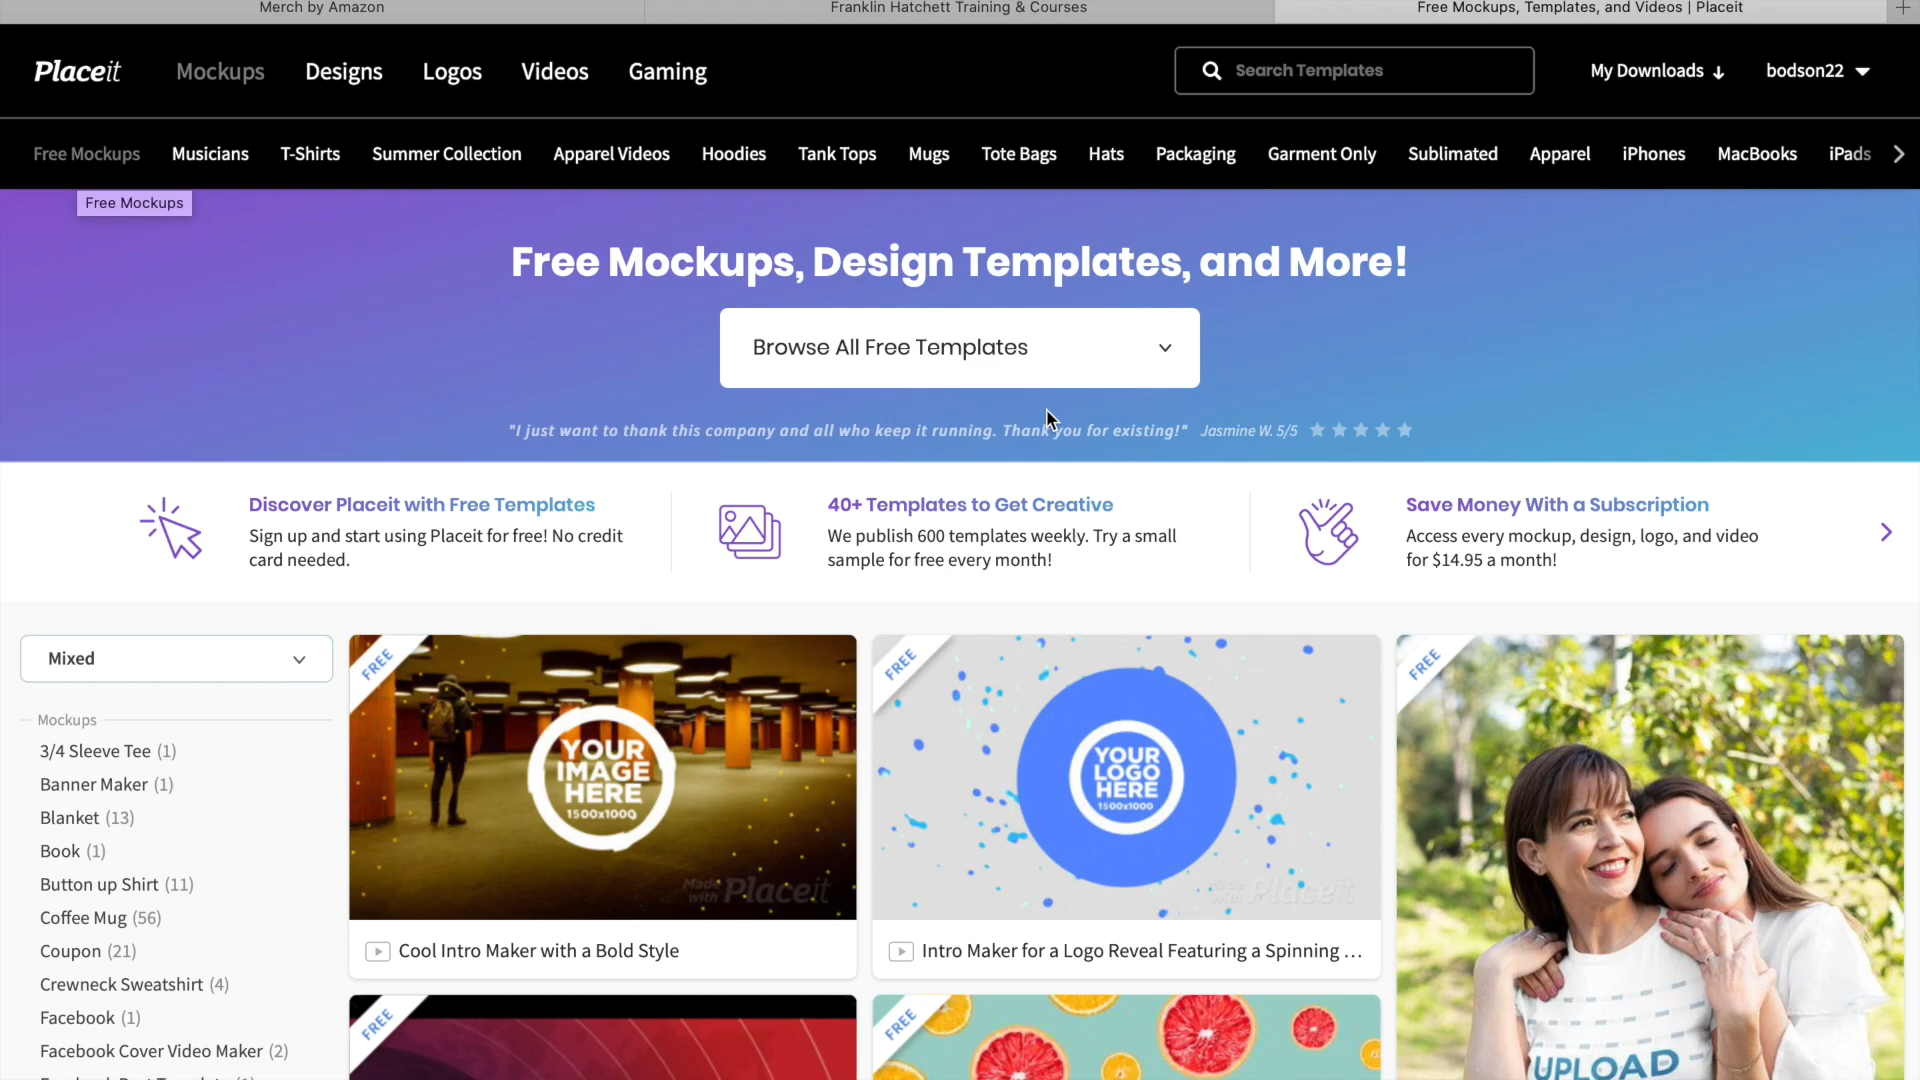 Merch by Amazon
Franklin Hatchett Training & Courses
Free Mockups, Templates, and Videos | Placeit
Placeit
Mockups
Designs
Logos
Videos
Gaming
Search Templates
My Downloads
bodson22
Free Mockups
Musicians
T-Shirts
Summer Collection
Apparel Videos
Hoodies
Tank Tops
Mugs
Tote Bags
Hats
Packaging
Garment Only
Sublimated
Apparel
iPhones
MacBooks
iPads
Free Mockups
Free Mockups, Design Templates, and More!
Browse All Free Templates
"I just want to thank this company and all who keep it running. Thank you for existing!" Jasmine W. 5/5
Discover Placeit with Free Templates
Sign up and start using Placeit for free! No credit
card needed.
40+ Templates to Get Creative
We publish 600 templates weekly. Try a small
sample for free every month!
Save Money With a Subscription
Access every mockup, design, logo, and video
for $14.95 a month!
Mixed
Mockups
3/4 Sleeve Tee (1)
Banner Maker (1)
Blanket (13)
Book (1)
Button up Shirt (11)
Coffee Mug (56)
Coupon (21)
Crewneck Sweatshirt (4)
Facebook (1)
Facebook Cover Video Maker (2)
FREE
YOUR
IMAGE
HERE
1500x1000
Made
with Placeit
Cool Intro Maker with a Bold Style
FREE
YOUR
LOGO
HERE
1500x1000
Made
with Placeit
Intro Maker for a Logo Reveal Featuring a Spinning ...
FREE
UPLOAD
FREE
FREE